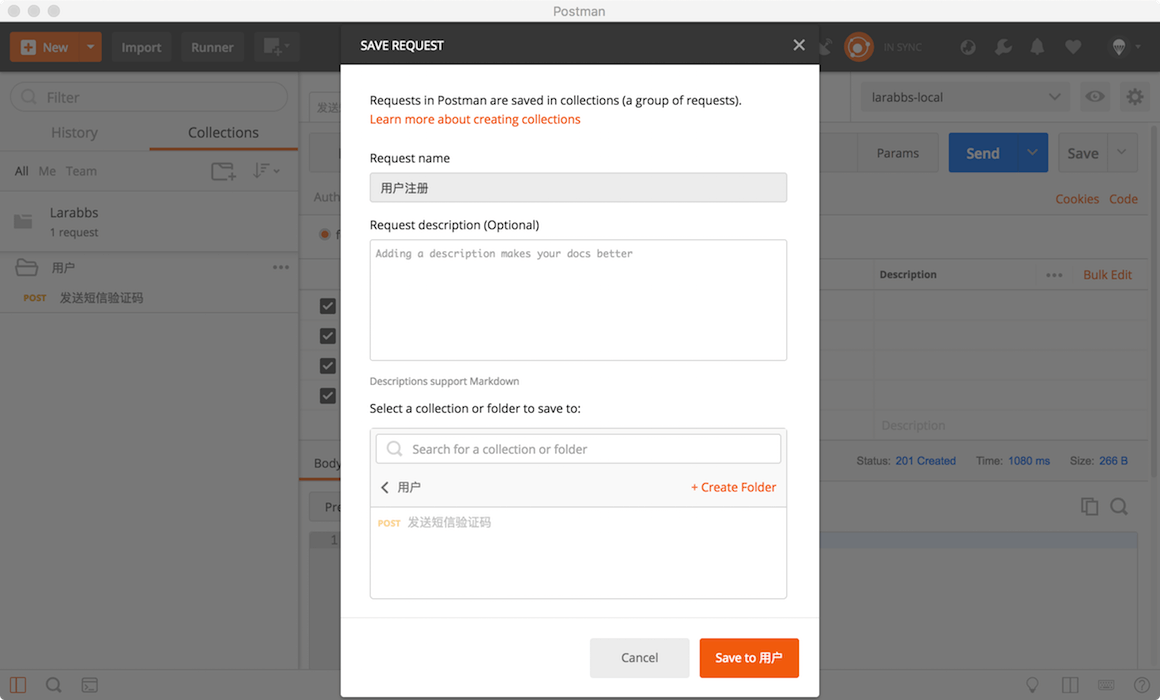 Postman
New
Import
Runner
IN SYNC
Filter
History
Collections
All Me Team
Larabbs
1 request
用户
POST 发送短信验证码
SAVE REQUEST
Requests in Postman are saved in collections (a group of requests).
Learn more about creating collections
Request name
用户注册
Request description (Optional)
Adding a description makes your docs better
Descriptions support Markdown
Select a collection or folder to save to:
Search for a collection or folder
用户
+ Create Folder
POST 发送短信验证码
Cancel
Save to 用户
larabbs-local
Params
Send
Save
Cookies Code
Description
Bulk Edit
Description
Body
Status: 201 Created Time: 1080 ms Size: 266 B
1